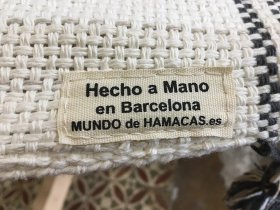 Hecho a Mano
en Barcelona
MUNDO de HAMACAS.es